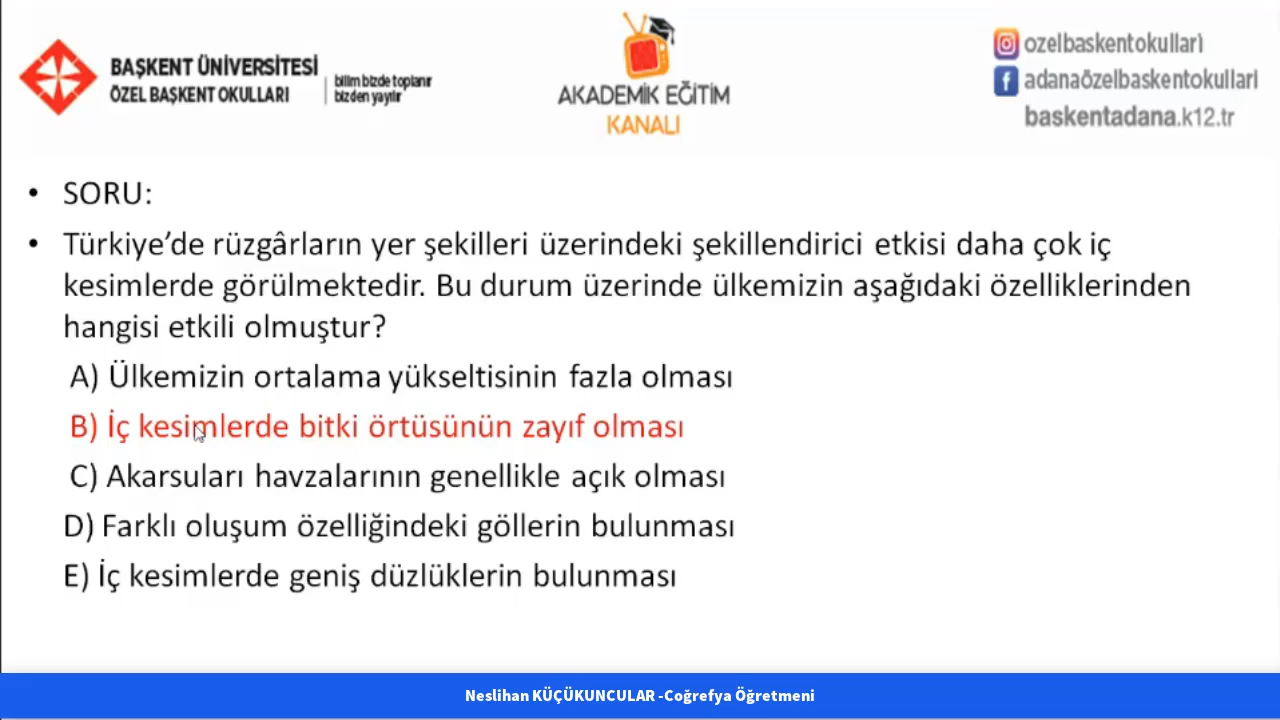 BAŞKENT ÜNİVERSİTESİ
ÖZEL BAŞKENT OKULLARI
bilim bizde toplanır
bizden yayılır
AKADEMİK EĞİTİM
KANALI
ozelbaskentokulları
adanaözelbaskentokulları
baskentadana.k12.tr
• SORU:
• Türkiye’de rüzgârların yer şekilleri üzerindeki şekillendirici etkisi daha çok iç
kesimlerde görülmektedir. Bu durum üzerinde ülkemizin aşağıdaki özelliklerinden
hangisi etkili olmuştur?
A) Ülkemizin ortalama yükseltisinin fazla olması
B) İç kesimlerde bitki örtüsünün zayıf olması
C) Akarsuları havzalarının genellikle açık olması
D) Farklı oluşum özelliğindeki göllerin bulunması
E) İç kesimlerde geniş düzlüklerin bulunması
Neslihan KÜÇÜKUNCULAR -Coğrefya Öğretmeni